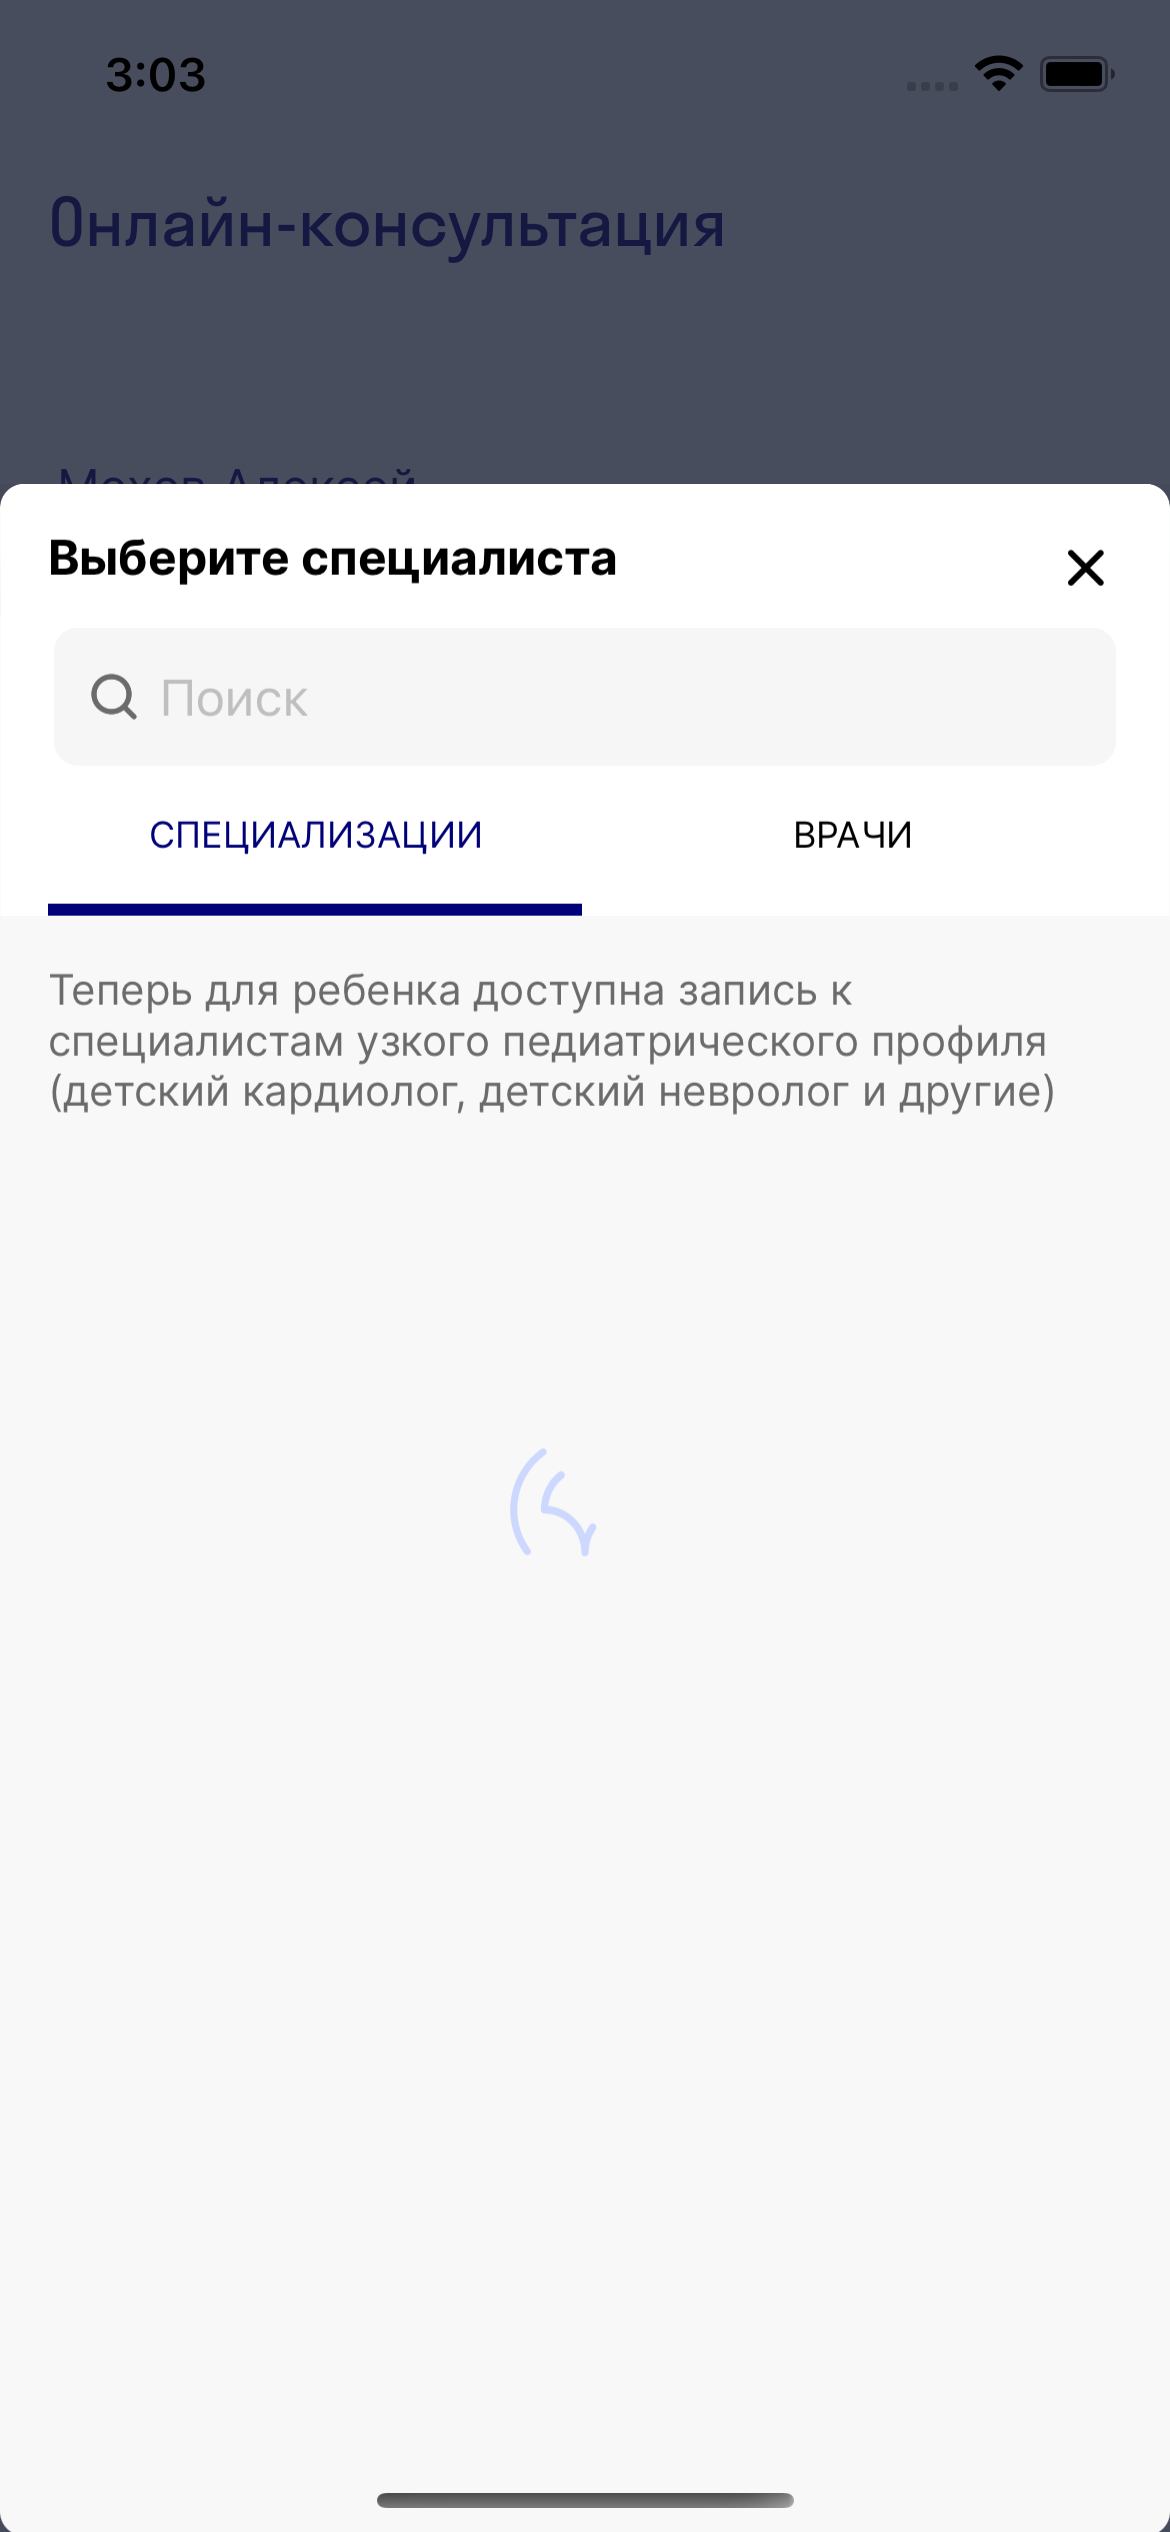 3:03
Онлайн-консультация
Выберите специалиста
Поиск
СПЕЦИАЛИЗАЦИИ
ВРАЧИ
Теперь для ребенка доступна запись к
специалистам узкого педиатрического профиля
(детский кардиолог, детский невролог и другие)